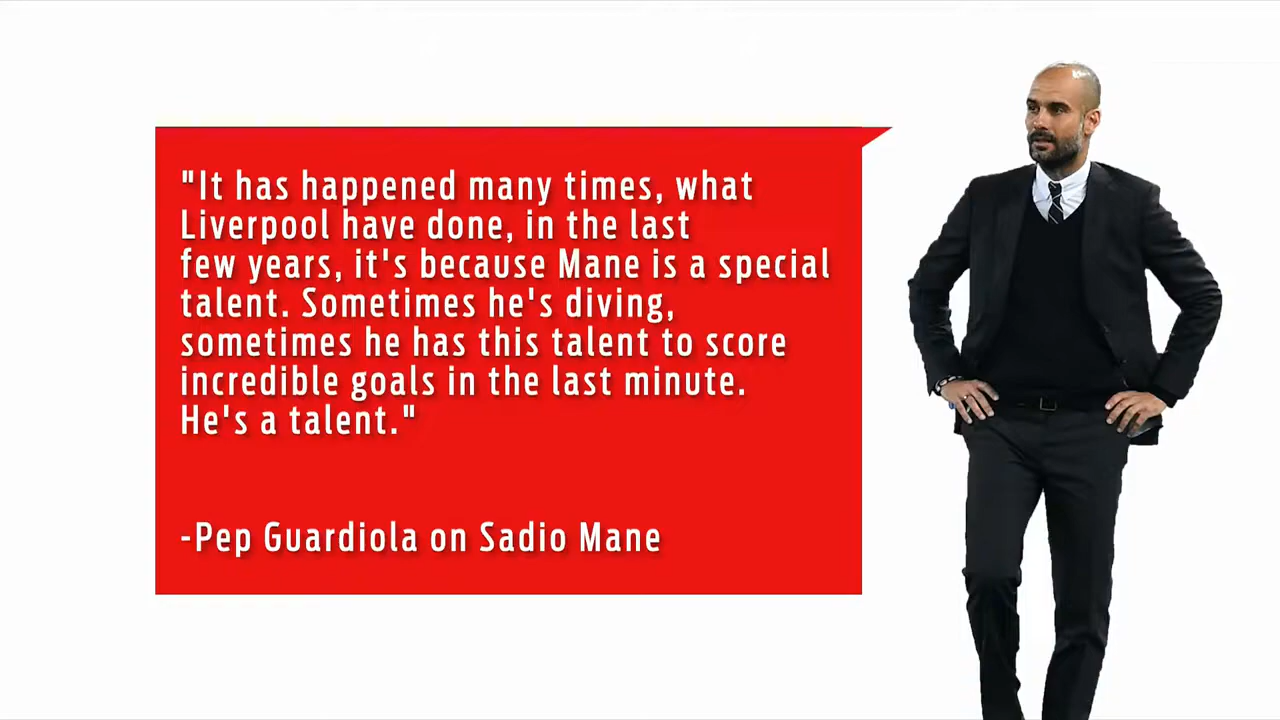 "It has happened many times, what
Liverpool have done, in the last
few years, it's because Mane is a special
talent. Sometimes he's diving,
sometimes he has this talent to score
incredible goals in the last minute.
He's a talent."
-Pep Guardiola on Sadio Mane